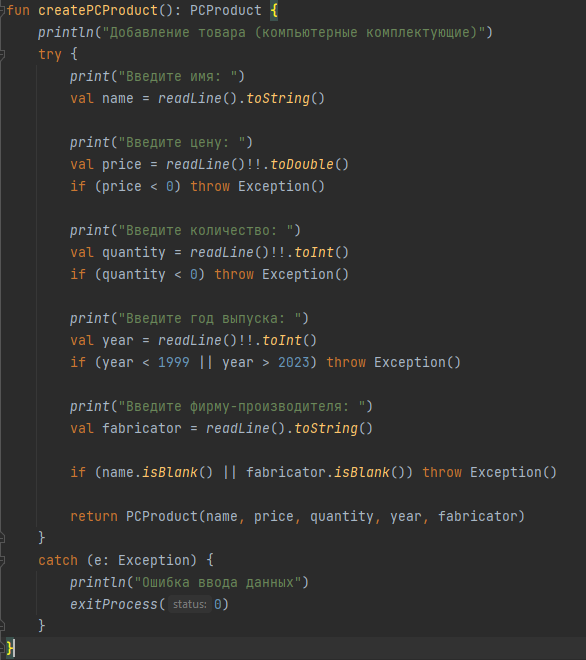 fun createPCProduct(): PCProduct {
println("Добавление товара (компьютерные комплектующие)")
try {
print("Введите имя: ")
val name = readLine().toString()
print("Введите цену: ")
val price = readLine()!!.toDouble()
if (price < 0) throw Exception()
print("Введите количество: ")
val quantity = readLine()!!.toInt()
if (quantity < 0) throw Exception()
print("Введите год выпуска: ")
val year = readLine()!!.toInt()
if (year < 1999 || year > 2023) throw Exception()
print("Введите фирму-производителя: ")
val fabricator = readLine().toString()
if (name.isBlank() || fabricator.isBlank()) throw Exception()
return PCProduct(name, price, quantity, year, fabricator)
}
catch (e: Exception) {
println("Ошибка ввода данных")
exitProcess( status: 0)
}
}